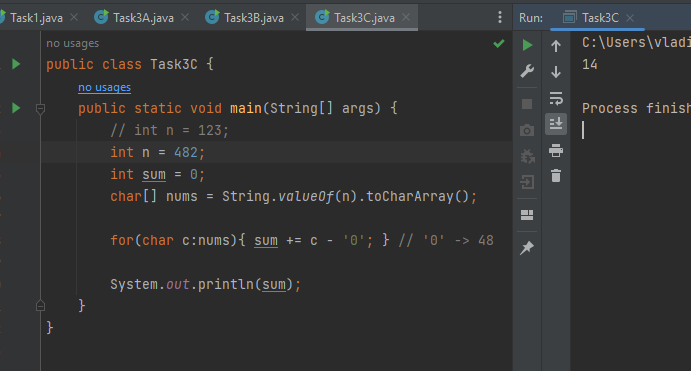 Task1.java Task3A.java Task3B.java Task3C.java
no usages
public class Task3C {
no usages
public static void main(String[] args) {
// int n = 123;
int n = 482;
int sum = 0;
char[] nums = String.valueOf(n).toCharArray();
for(char c:nums){ sum += c - '0'; } // '0' -> 48
System.out.println(sum);
}
}
Run: Task3C
C:\Users\vladi
14
Process finish